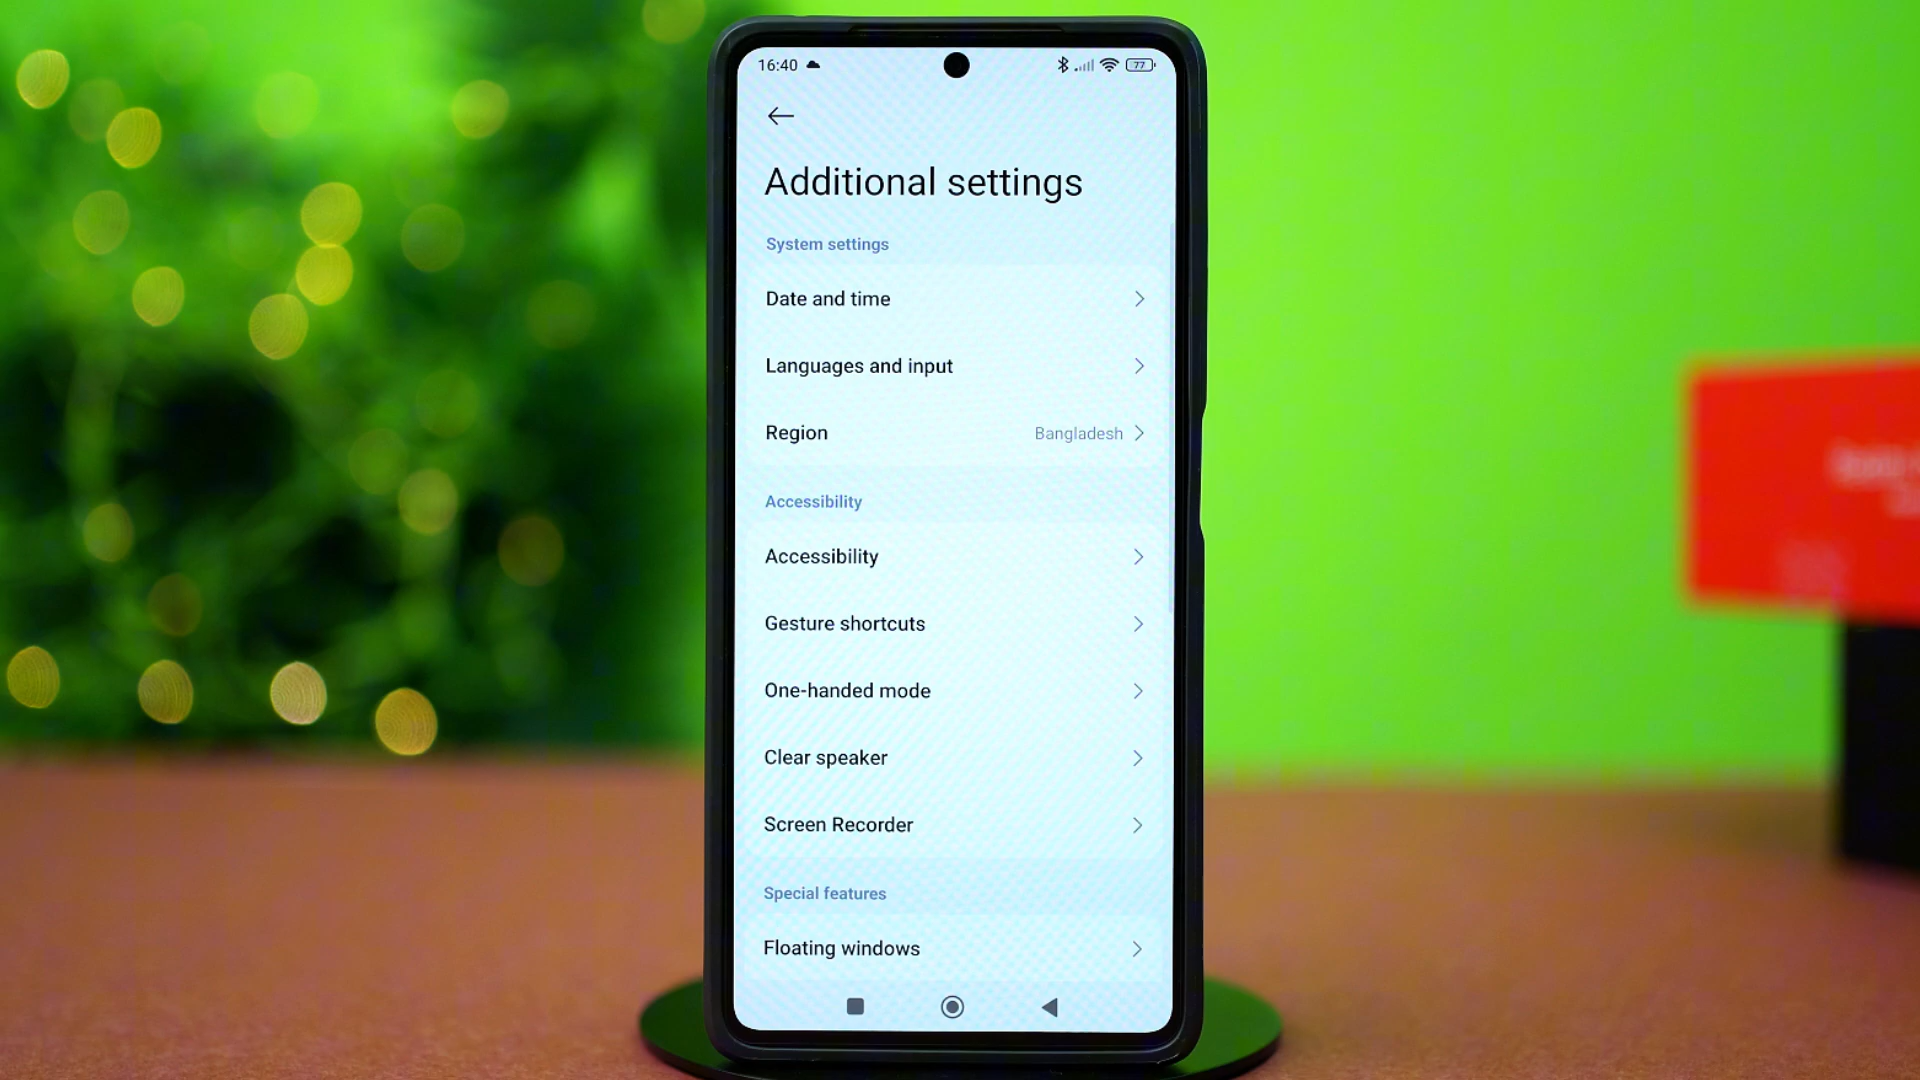 16:40 77
Additional settings
System settings
Date and time
Languages and input
Region Bangladesh
Accessibility
Accessibility
Gesture shortcuts
One-handed mode
Clear speaker
Screen Recorder
Special features
Floating windows